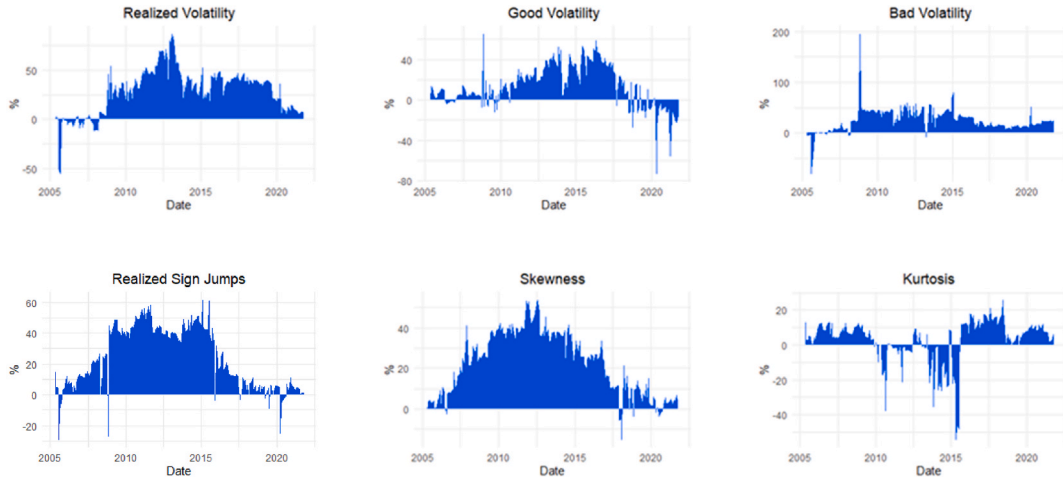 Realized Volatility
50
0
-50
%
2005 2010 2015 2020
Date
Good Volatility
40
0
-40
-80
%
2005 2010 2015 2020
Date
Bad Volatility
200
100
0
%
2005 2010 2015 2020
Date
Realized Sign Jumps
60
40
20
0
-20
%
2005 2010 2015 2020
Date
Skewness
40
20
0
%
2005 2010 2015 2020
Date
Kurtosis
20
0
-20
-40
%
2005 2010 2015 2020
Date